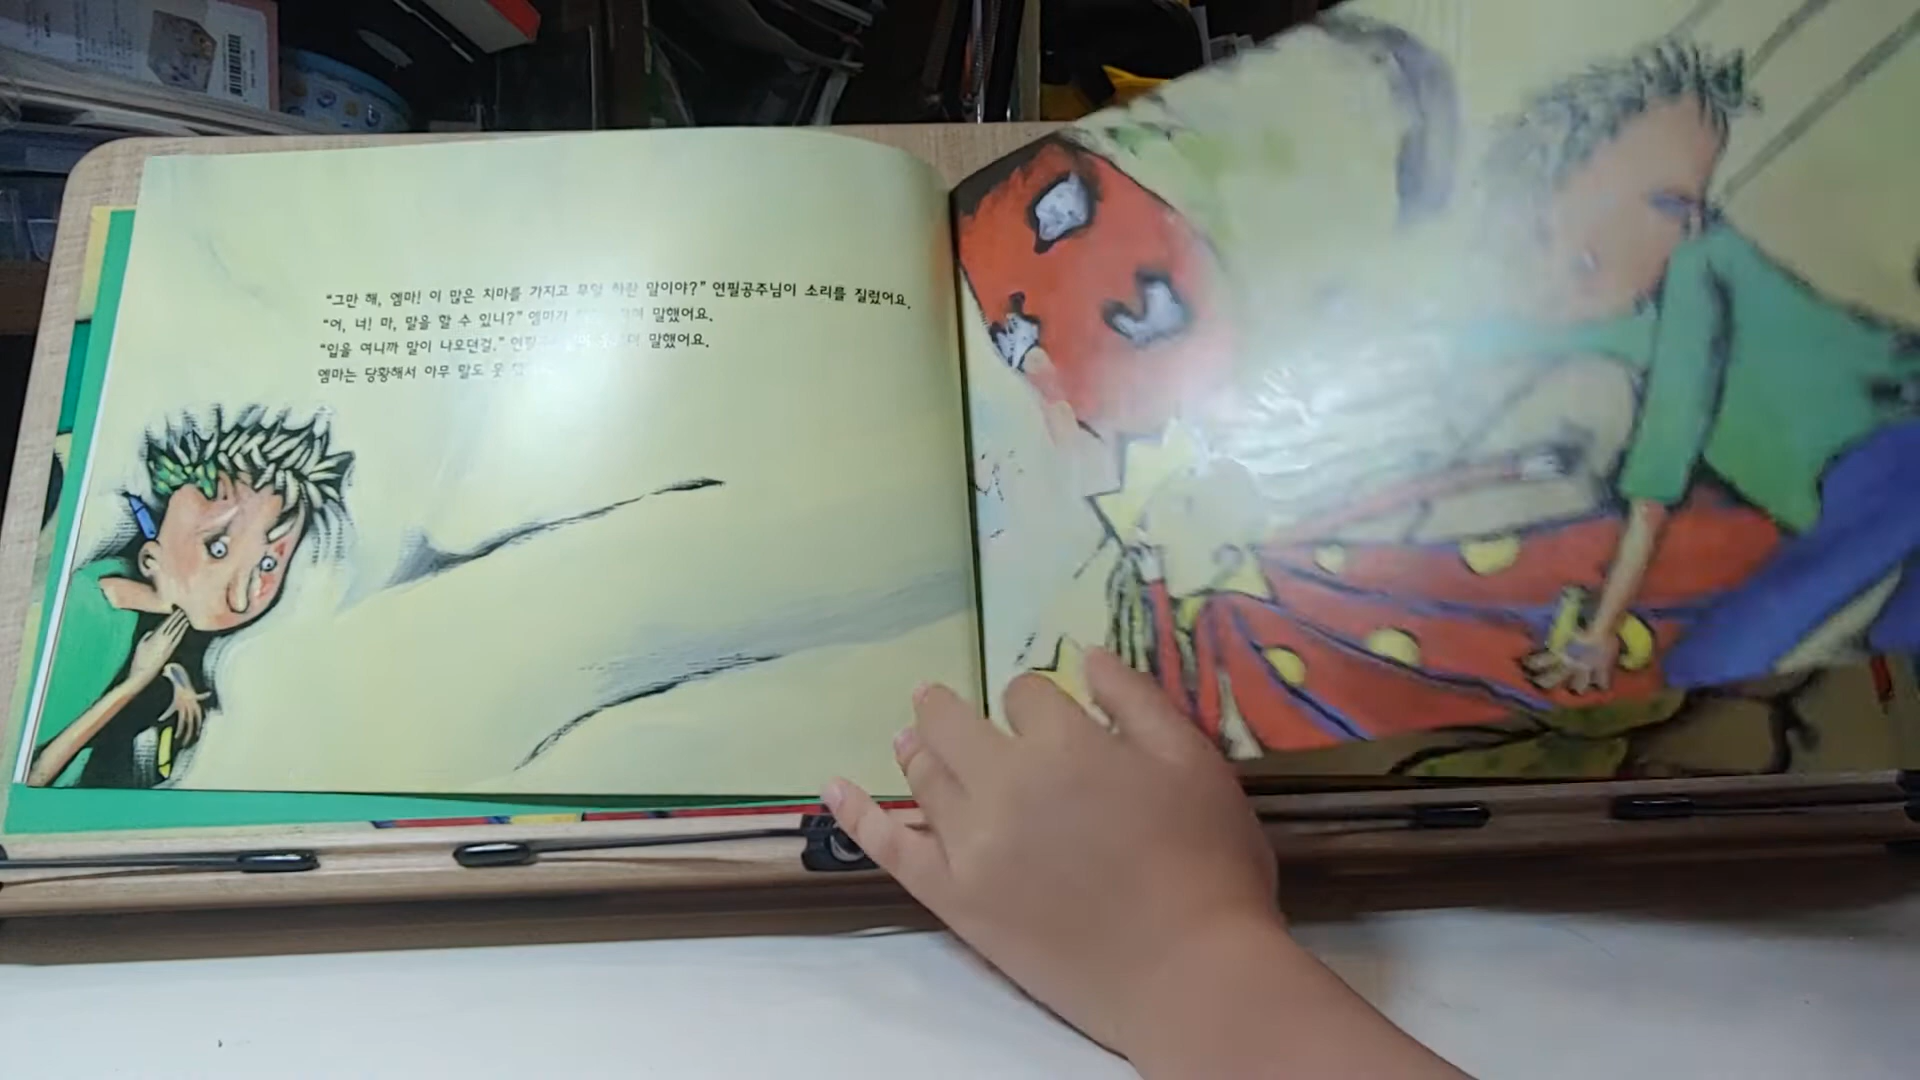 "그만 해, 엠마! 이 많은 치마를 가지고 무얼 하란 말이야?" 연필공주님이 소리를 질렀어요.
"어, 너! 마, 말을 할 수 있니?" 엠마가 말했어요.
"입을 여니까 말이 나오던걸." 말했어요.
엠마는 당황해서 아무 말도 못